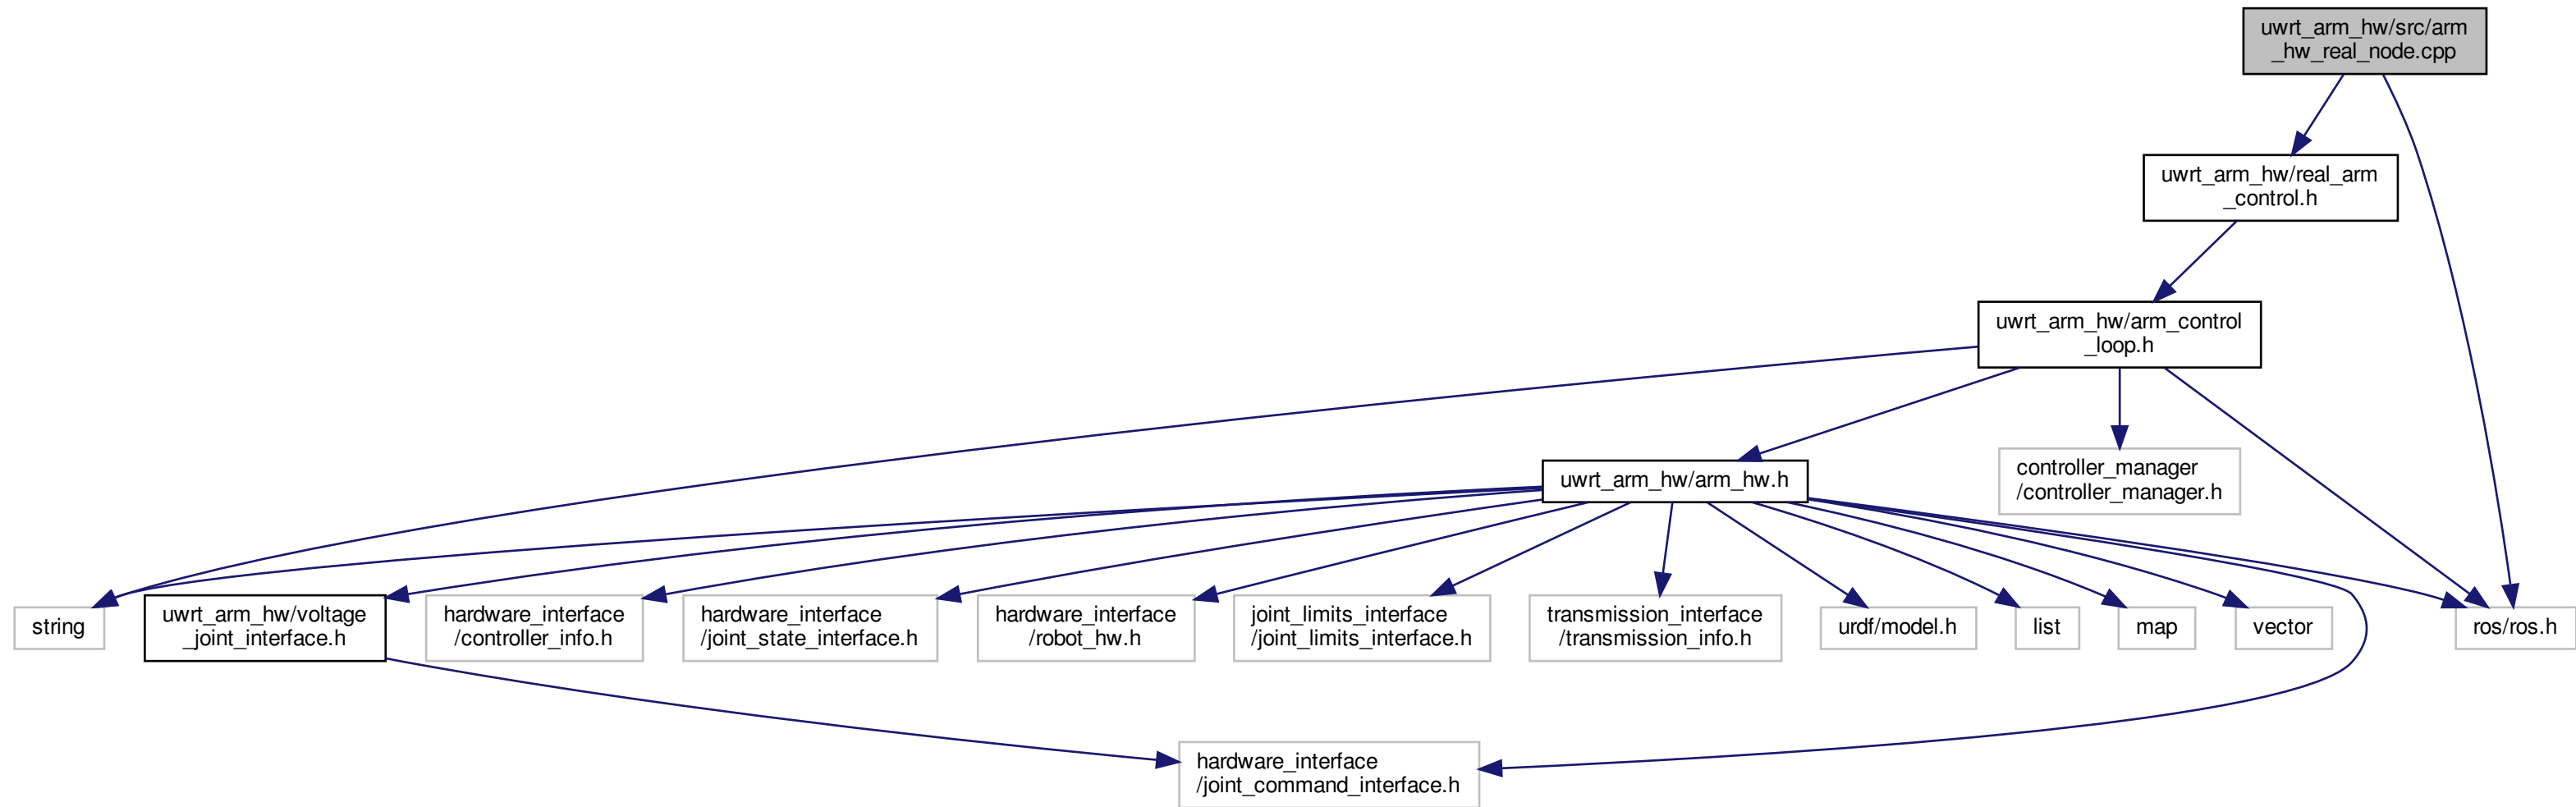 uwrt_arm_hw/src/arm
_hw_real_node.cpp
uwrt_arm_hw/real_arm
_control.h
uwrt_arm_hw/arm_control
_loop.h
uwrt_arm_hw/arm_hw.h
controller_manager
/controller_manager.h
string
uwrt_arm_hw/voltage
_joint_interface.h
hardware_interface
/controller_info.h
hardware_interface
/joint_state_interface.h
hardware_interface
/robot_hw.h
joint_limits_interface
/joint_limits_interface.h
transmission_interface
/transmission_info.h
urdf/model.h
list
map
vector
ros/ros.h
hardware_interface
/joint_command_interface.h